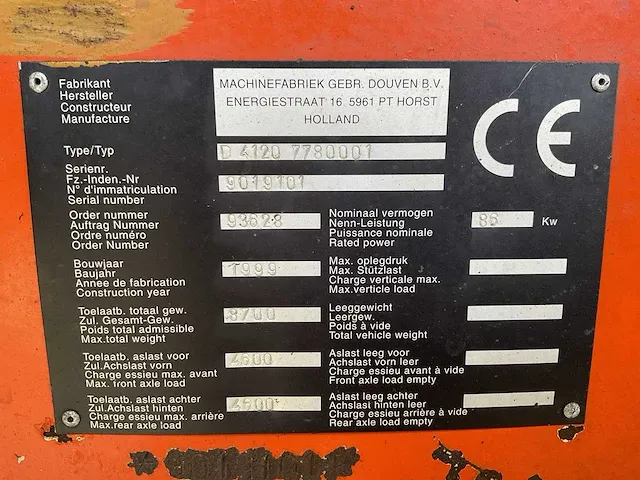 Fabrikant
Hersteller
Constructeur
Manufacture
MACHINEFABRIEK GEBR. DOUVEN B.V.
ENERGIESTRAAT 16 5961 PT HORST
HOLLAND
CE
Type/Typ
D 4120 7780001
Serienr.
Fz.-Inden.-Nr
N° d'immatriculation
Serial number
9019101
Order nummer
Auftrag Nummer
Ordre numéro
Order Number
93628
Nominaal vermogen
Nenn-Leistung
Puissance nominale
Rated power
86 Kw
Bouwjaar
Baujahr
Annee de fabrication
Construction year
1999
Max. oplegdruk
Max. Stützlast
Charge verticale max.
Max.verticle load
Toelaatb. totaal gew.
Zul. Gesamt-Gew.
Poids total admissible
Max.total weight
8700
Leeggewicht
Leergew.
Poids à vide
Total vehicle weight
Toelaatb. aslast voor
Zul.Achslast vorn
Charge essieu max. avant
Max. front axle load
4600
Aslast leeg voor
Achslast vorn leer
Charge essieu avant à vide
Front axle load empty
Toelaatb. aslast achter
Zul.Achslast hinten
Charge essieu max. arrière
Max.rear axle load
4600
Aslast leeg achter
Achslast hinten leer
Charge essieu arrière à vide
Rear axle load empty